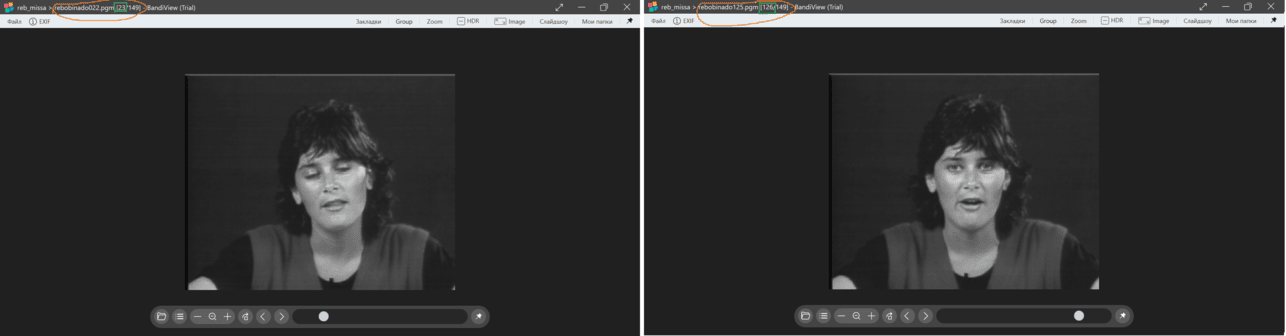 reb_missa > rebobinado022.pgm [23/149] - BandiView (Trial)
Файл EXIF Закладки Group Zoom HDR Image Слайдшоу Мои папки
reb_missa > rebobinado125.pgm [126/149] - BandiView (Trial)
Файл EXIF Закладки Group Zoom HDR Image Слайдшоу Мои папки